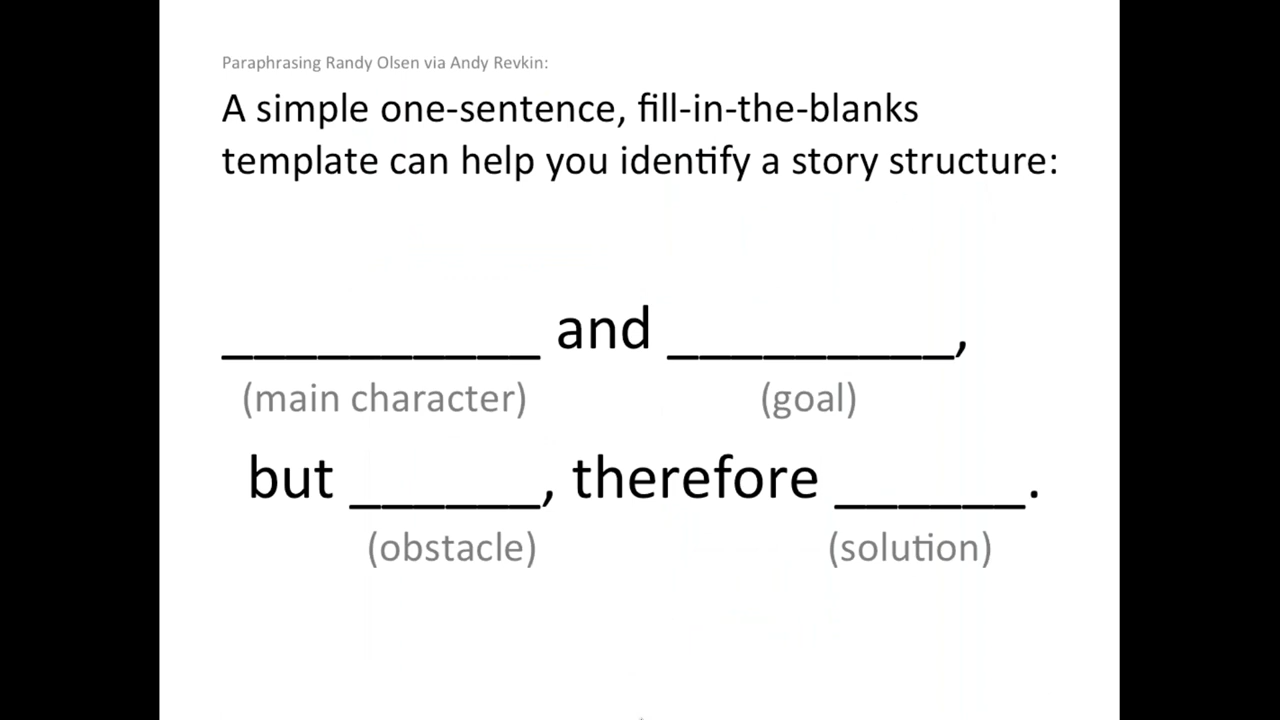 Paraphrasing Randy Olsen via Andy Revkin:
A simple one-sentence, fill-in-the-blanks
template can help you identify a story structure:
__________ and _________,
(main character) (goal)
but ______, therefore ______.
(obstacle) (solution)